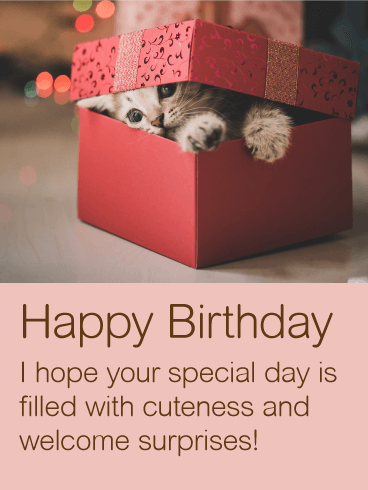 Happy Birthday
I hope your special day is
filled with cuteness and
welcome surprises!